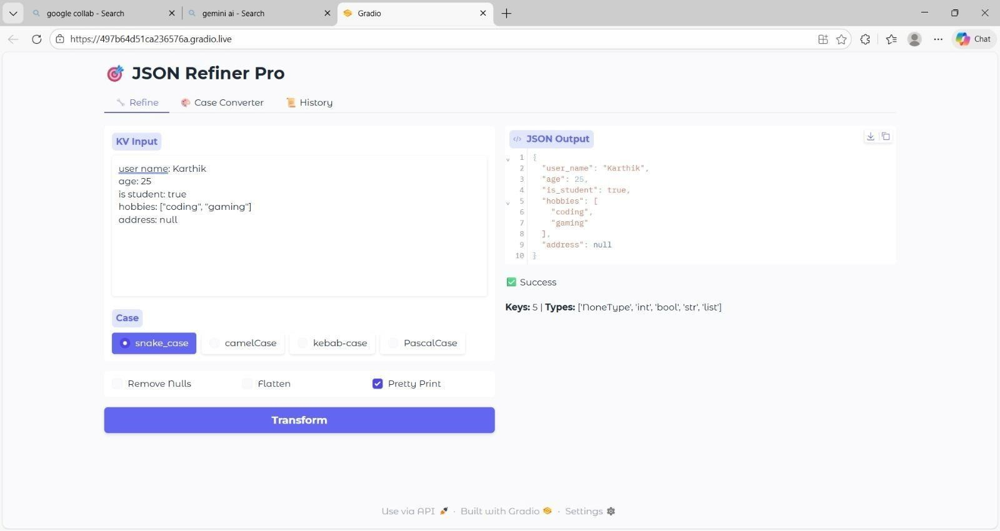 google collab - Search
gemini ai - Search
Gradio
https://497b64d51ca236576a.gradio.live
Chat
JSON Refiner Pro
Refine
Case Converter
History
KV Input
user name: Karthik
age: 25
is student: true
hobbies: ["coding", "gaming"]
address: null
Case
snake_case
camelCase
kebab-case
PascalCase
Remove Nulls
Flatten
Pretty Print
Transform
</> JSON Output
1 {
2 "user_name": "Karthik",
3 "age": 25,
4 "is_student": true,
5 "hobbies": [
6 "coding",
7 "gaming"
8 ],
9 "address": null
10 }
Success
Keys: 5 | Types: ['NoneType', 'int', 'bool', 'str', 'list']
Use via API · Built with Gradio · Settings